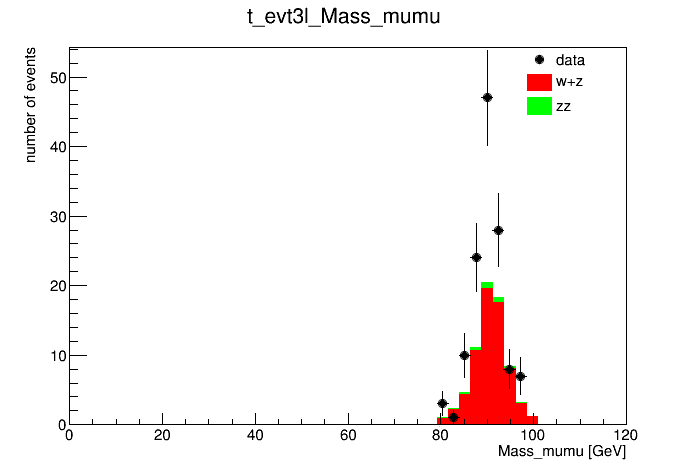 t_evt3l_Mass_mumu
number of events
data
w+z
zz
50
40
30
20
10
0
0 20 40 60 80 100 120
Mass_mumu [GeV]